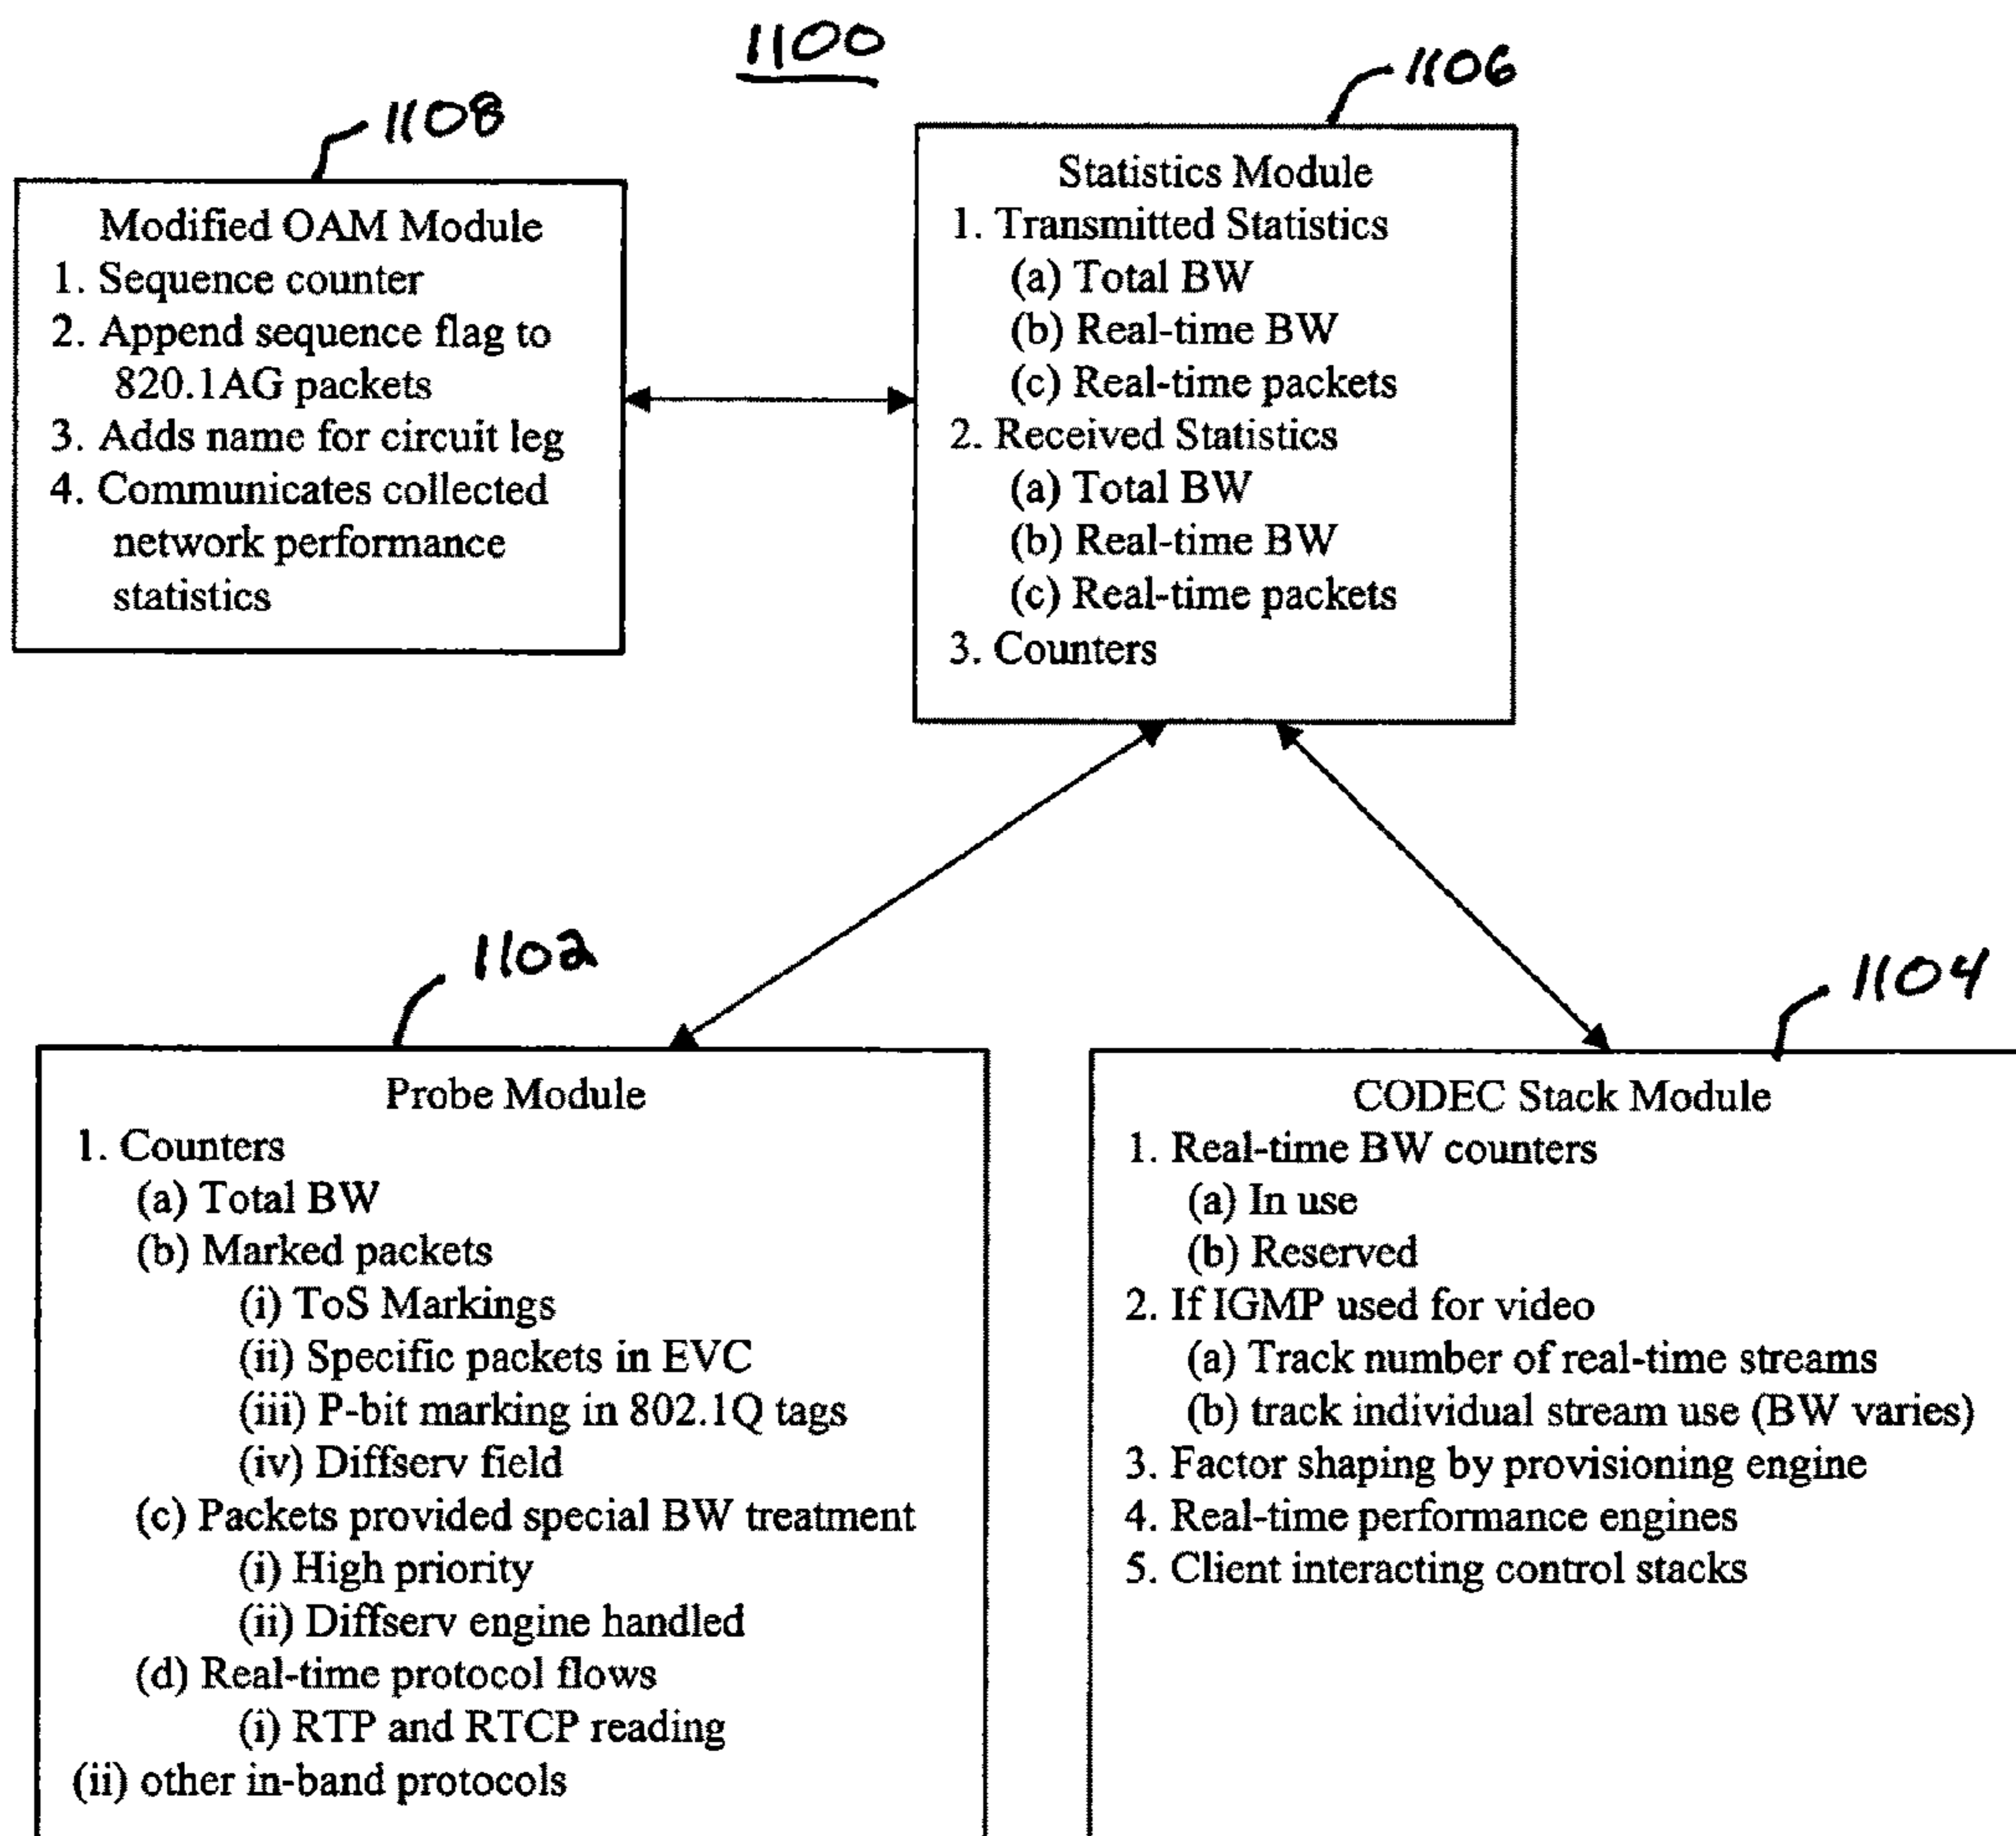 1100
1108
Modified OAM Module
1. Sequence counter
2. Append sequence flag to
820.1AG packets
3. Adds name for circuit leg
4. Communicates collected
network performance
statistics
1106
Statistics Module
1. Transmitted Statistics
(a) Total BW
(b) Real-time BW
(c) Real-time packets
2. Received Statistics
(a) Total BW
(b) Real-time BW
(c) Real-time packets
3. Counters
1102
Probe Module
1. Counters
(a) Total BW
(b) Marked packets
(i) ToS Markings
(ii) Specific packets in EVC
(iii) P-bit marking in 802.1Q tags
(iv) Diffserv field
(c) Packets provided special BW treatment
(i) High priority
(ii) Diffserv engine handled
(d) Real-time protocol flows
(i) RTP and RTCP reading
(ii) other in-band protocols
1104
CODEC Stack Module
1. Real-time BW counters
(a) In use
(b) Reserved
2. If IGMP used for video
(a) Track number of real-time streams
(b) track individual stream use (BW varies)
3. Factor shaping by provisioning engine
4. Real-time performance engines
5. Client interacting control stacks